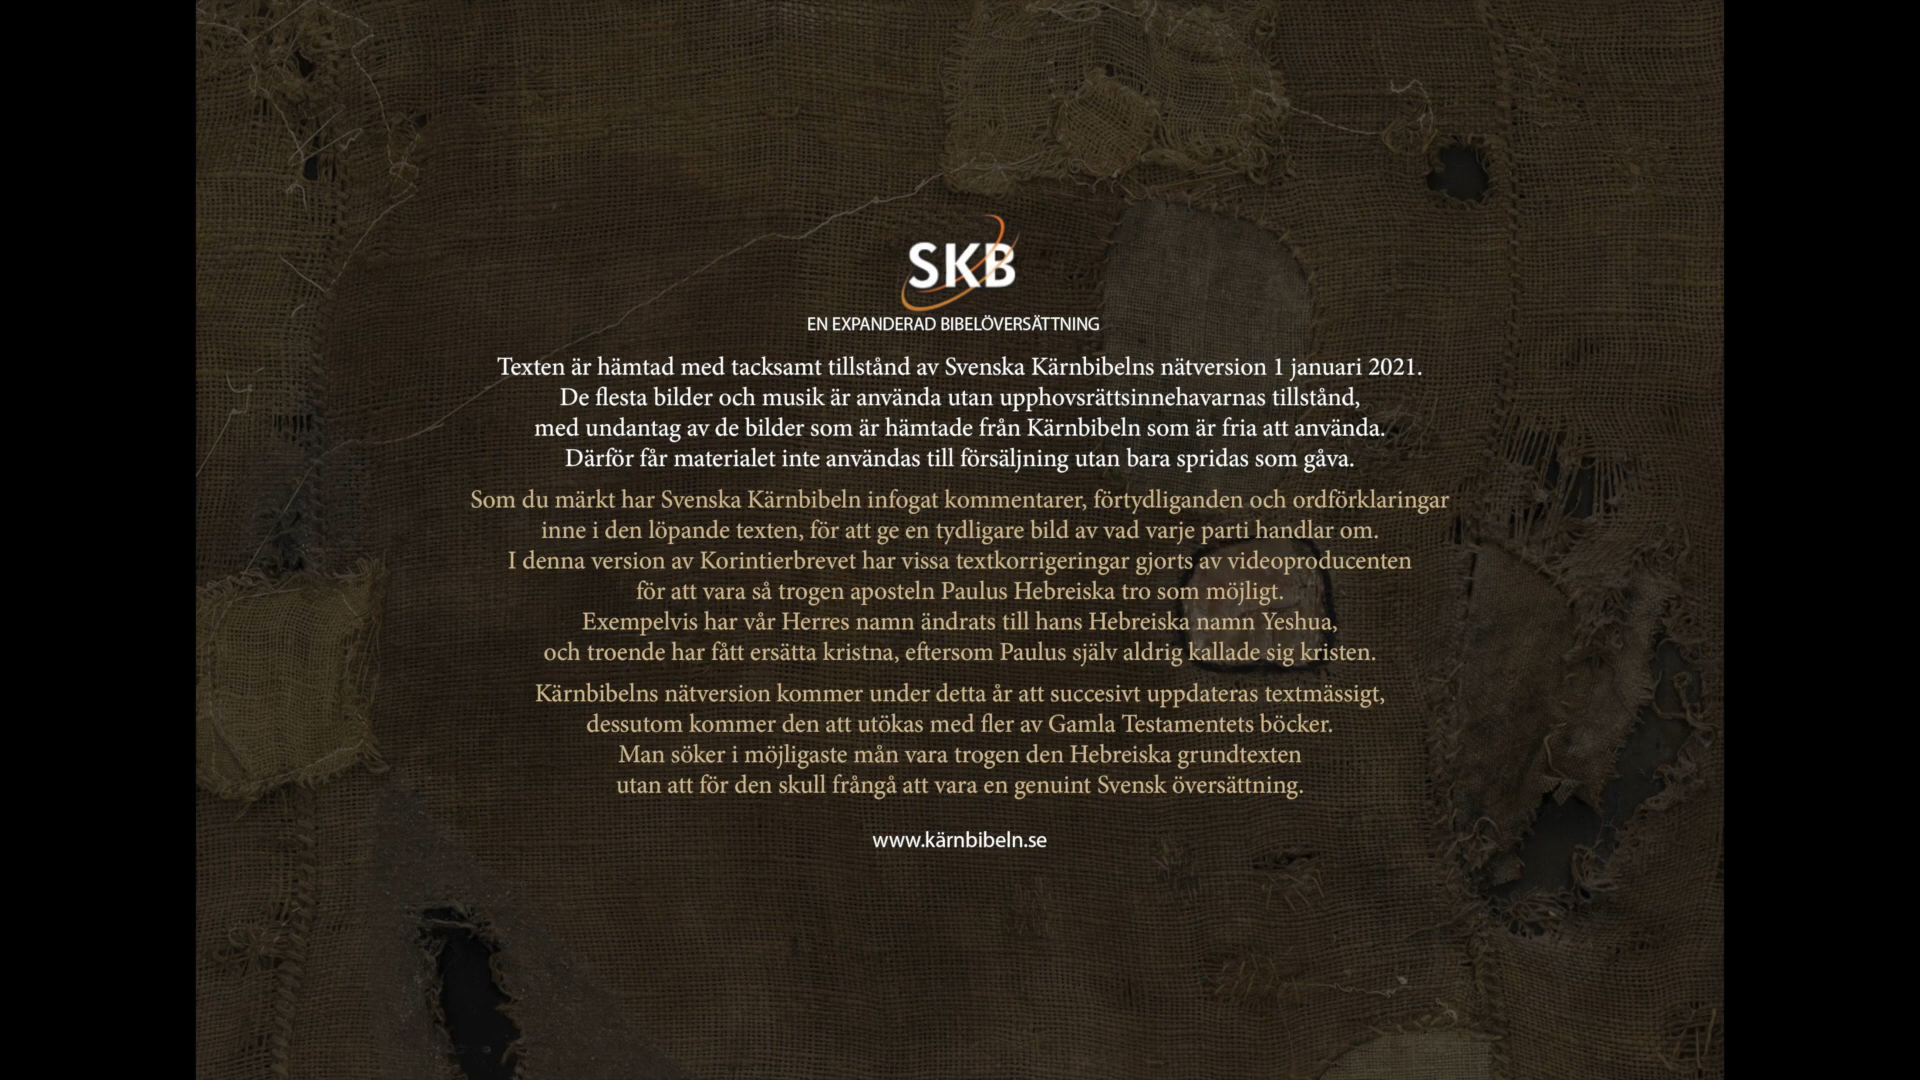 SKB
EN EXPANDERAD BIBELÖVERSÄTTNING
Texten är hämtad med tacksamt tillstånd av Svenska Kärnbibelns nätversion 1 januari 2021.
De flesta bilder och musik är använda utan upphovsrättsinnehavarnas tillstånd,
med undantag av de bilder som är hämtade från Kärnbibeln som är fria att använda.
Därför får materialet inte användas till försäljning utan bara spridas som gåva.
Som du märkt har Svenska Kärnbibeln infogat kommentarer, förtydliganden och ordförklaringar
inne i den löpande texten, för att ge en tydligare bild av vad varje parti handlar om.
I denna version av Korintierbrevet har vissa textkorrigeringar gjorts av videoproducenten
för att vara så trogen aposteln Paulus Hebreiska tro som möjligt.
Exempelvis har vår Herres namn ändrats till hans Hebreiska namn Yeshua,
och troende har fått ersätta kristna, eftersom Paulus själv aldrig kallade sig kristen.
Kärnbibelns nätversion kommer under detta år att succesivt uppdateras textmässigt,
dessutom kommer den att utökas med fler av Gamla Testamentets böcker.
Man söker i möjligaste mån vara trogen den Hebreiska grundtexten
utan att för den skull frångå att vara en genuint Svensk översättning.
www.kärnbibeln.se